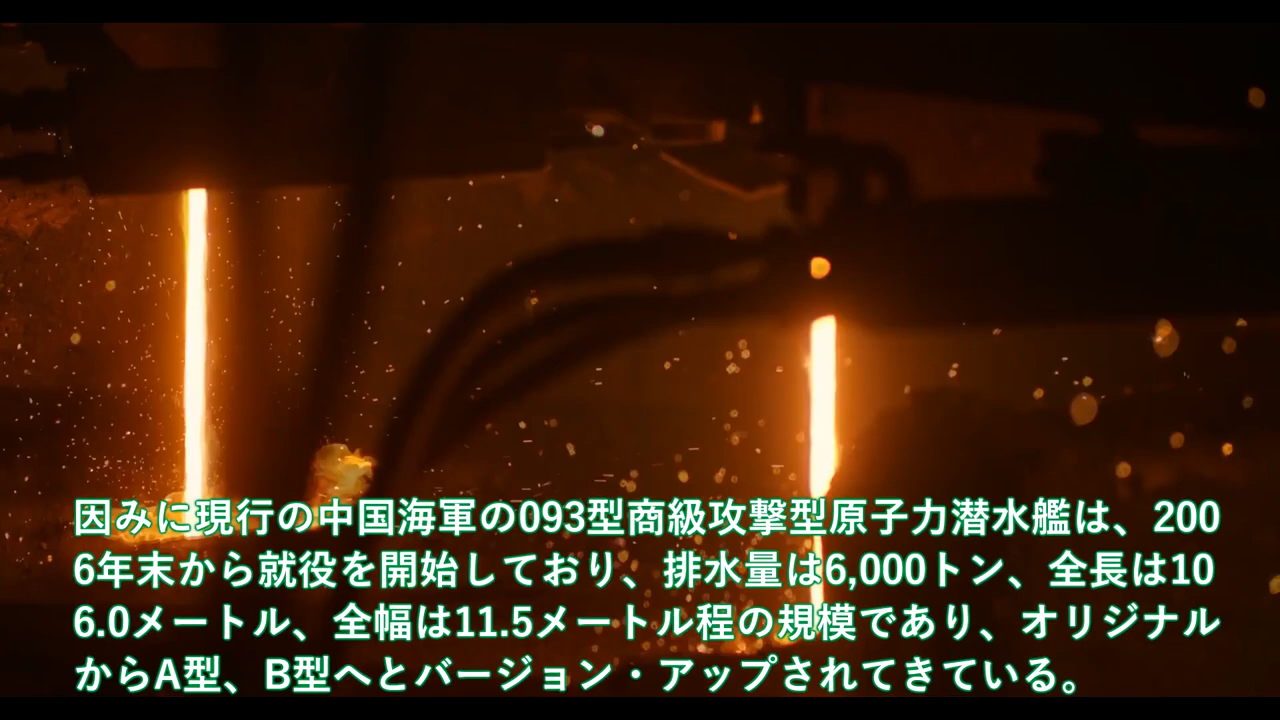 因みに現行の中国海軍の093型商級攻撃型原子力潜水艦は、200
6年末から就役を開始しており、排水量は6,000トン、全長は10
6.0メートル、全幅は11.5メートル程の規模であり、オリジナル
からA型、B型へとバージョン・アップされてきている。